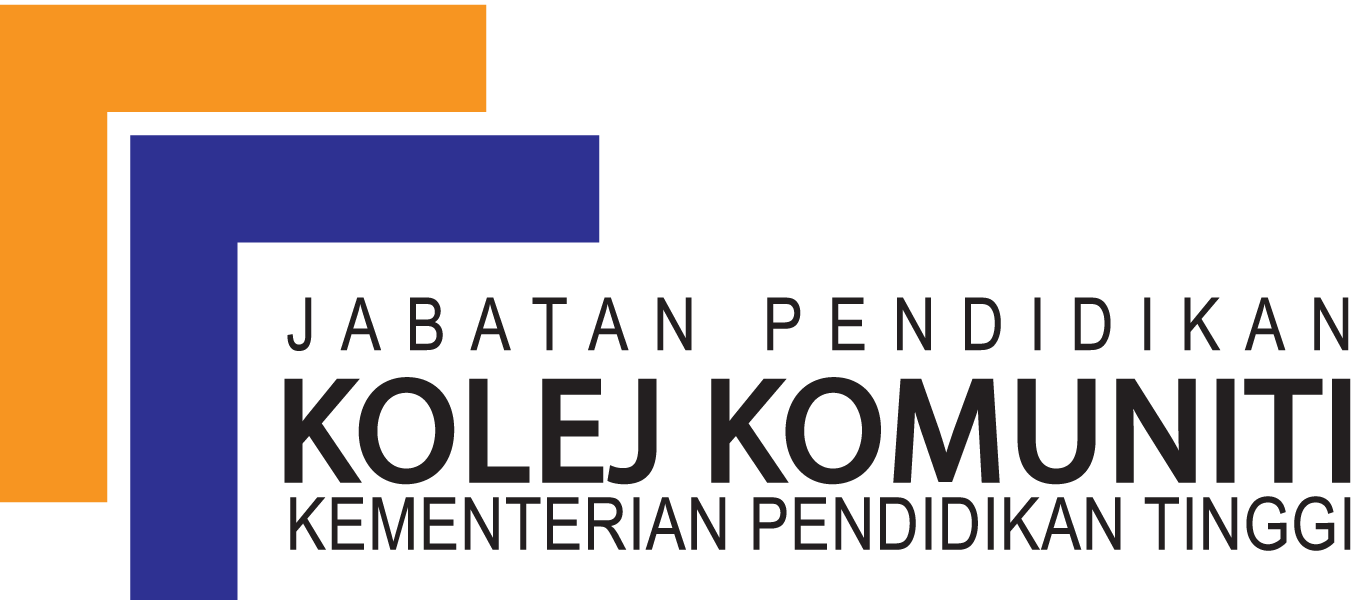 JABATAN PENDIDIKAN
KOLEJ KOMUNITI
KEMENTERIAN PENDIDIKAN TINGGI